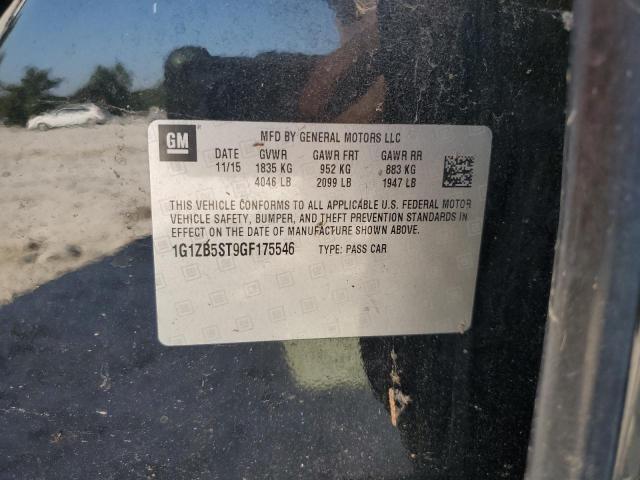 GM
MFD BY GENERAL MOTORS LLC
DATE GVWR GAWR FRT GAWR RR
11/15 1835 KG 952 KG 883 KG
4046 LB 2099 LB 1947 LB
THIS VEHICLE CONFORMS TO ALL APPLICABLE U.S. FEDERAL MOTOR
VEHICLE SAFETY, BUMPER, AND THEFT PREVENTION STANDARDS IN
EFFECT ON THE DATE OF MANUFACTURE SHOWN ABOVE.
1G1ZB5ST9GF175546 TYPE: PASS CAR